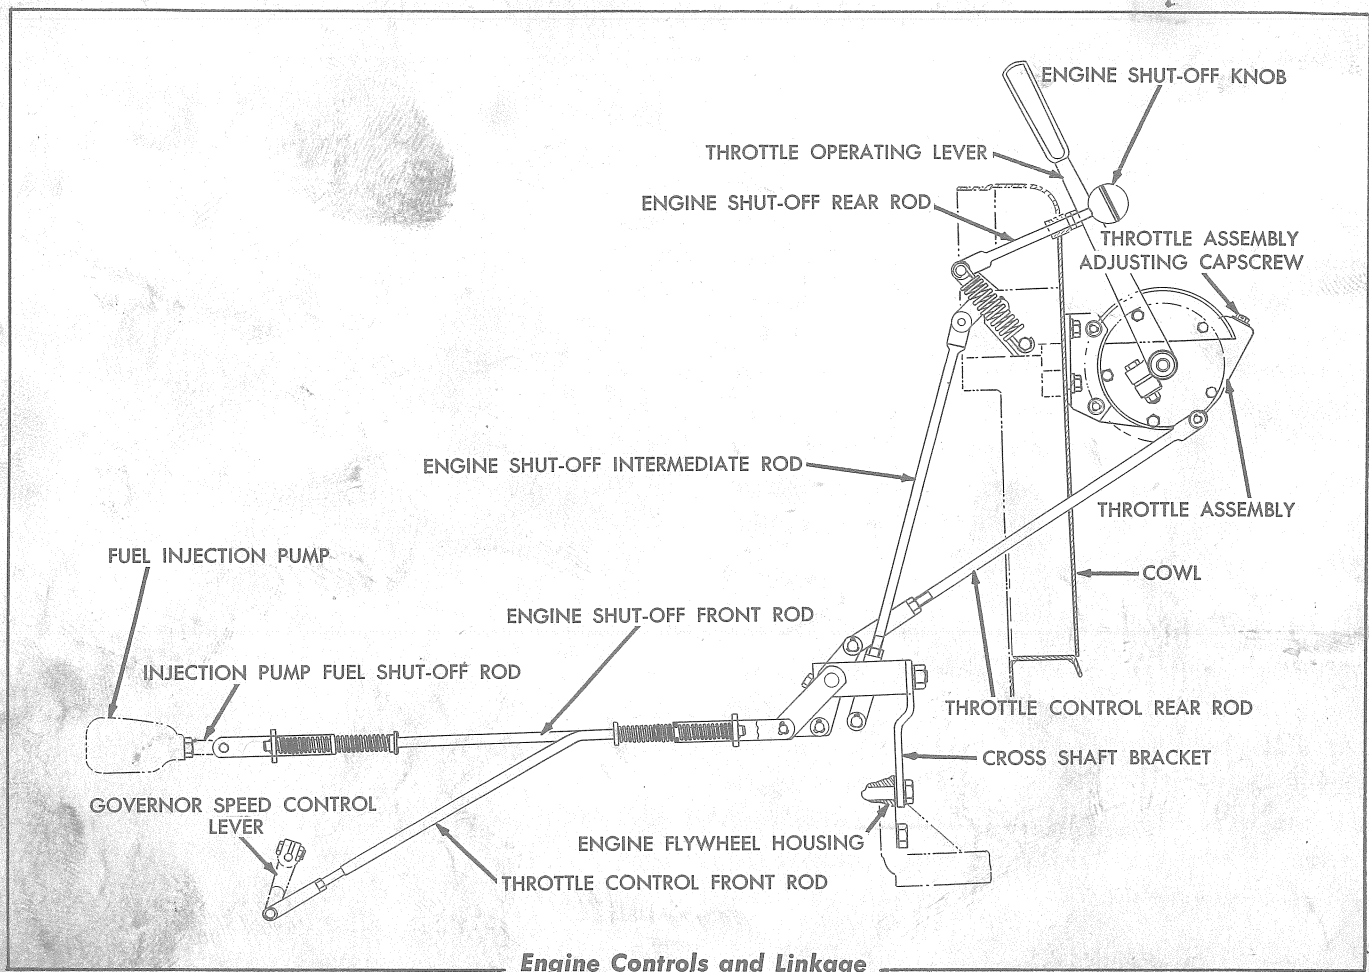 ENGINE SHUT-OFF KNOB
THROTTLE OPERATING LEVER
ENGINE SHUT-OFF REAR ROD
THROTTLE ASSEMBLY
ADJUSTING CAPSCREW
ENGINE SHUT-OFF INTERMEDIATE ROD
THROTTLE ASSEMBLY
FUEL INJECTION PUMP
COWL
ENGINE SHUT-OFF FRONT ROD
INJECTION PUMP FUEL SHUT-OFF ROD
THROTTLE CONTROL REAR ROD
CROSS SHAFT BRACKET
GOVERNOR SPEED CONTROL
LEVER
ENGINE FLYWHEEL HOUSING
THROTTLE CONTROL FRONT ROD
Engine Controls and Linkage